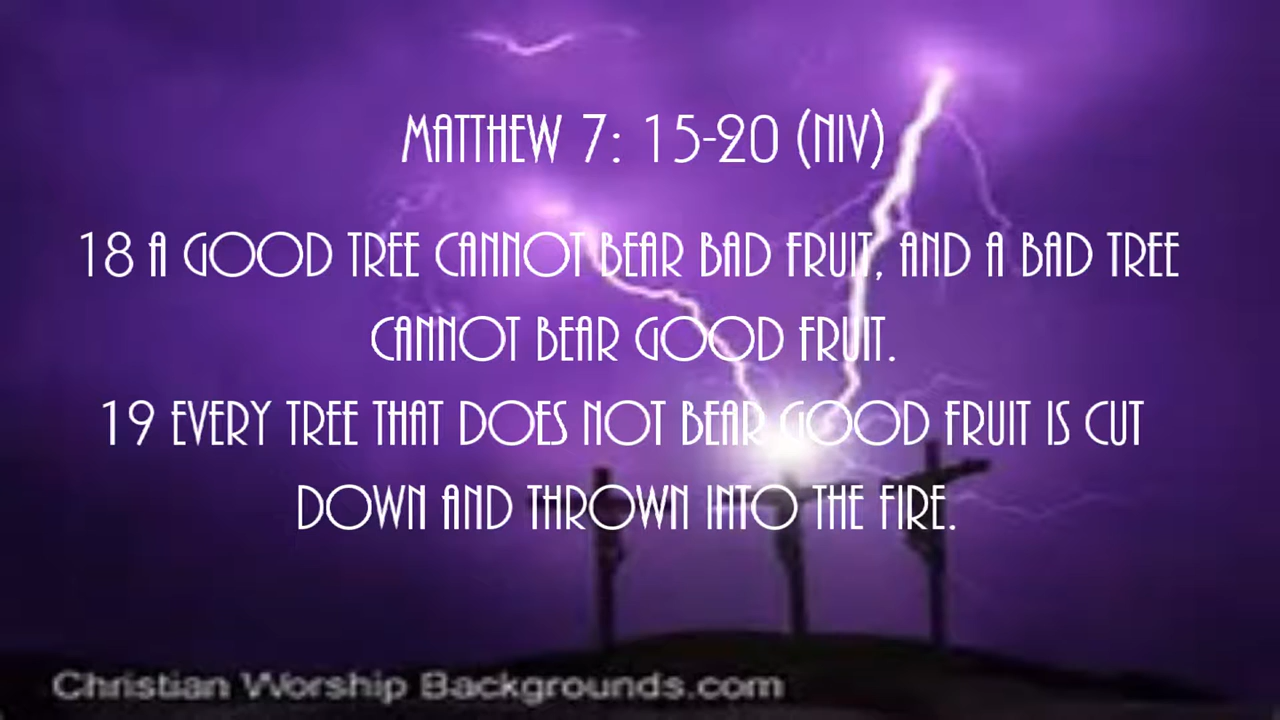 MATTHEW 7: 15-20 (NIV)
18 A GOOD TREE CANNOT BEAR BAD FRUIT, AND A BAD TREE
CANNOT BEAR GOOD FRUIT.
19 EVERY TREE THAT DOES NOT BEAR GOOD FRUIT IS CUT
DOWN AND THROWN INTO THE FIRE.
Christian Worship Backgrounds.com